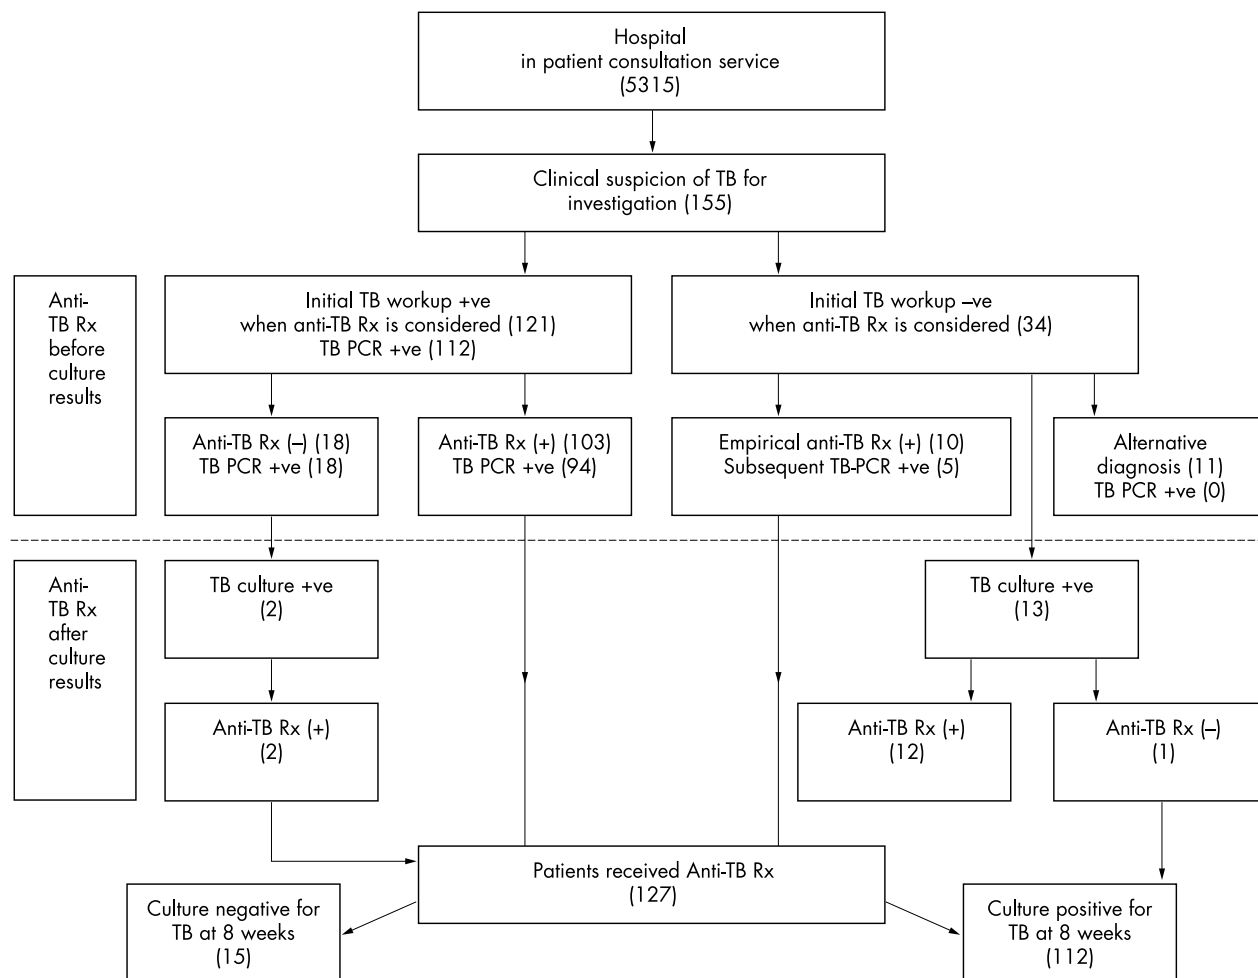 Hospital
in patient consultation service
(5315)
Clinical suspicion of TB for
investigation (155)
Anti-
TB Rx
before
culture
results
Initial TB workup +ve
when anti-TB Rx is considered (121)
TB PCR +ve (112)
Initial TB workup –ve
when anti-TB Rx is considered (34)
Anti-TB Rx (–) (18)
TB PCR +ve (18)
Anti-TB Rx (+) (103)
TB PCR +ve (94)
Empirical anti-TB Rx (+) (10)
Subsequent TB-PCR +ve (5)
Alternative
diagnosis (11)
TB PCR +ve (0)
Anti-
TB Rx
after
culture
results
TB culture +ve
(2)
TB culture +ve
(13)
Anti-TB Rx (+)
(2)
Anti-TB Rx (+)
(12)
Anti-TB Rx (–)
(1)
Patients received Anti-TB Rx
(127)
Culture negative for
TB at 8 weeks
(15)
Culture positive for
TB at 8 weeks
(112)